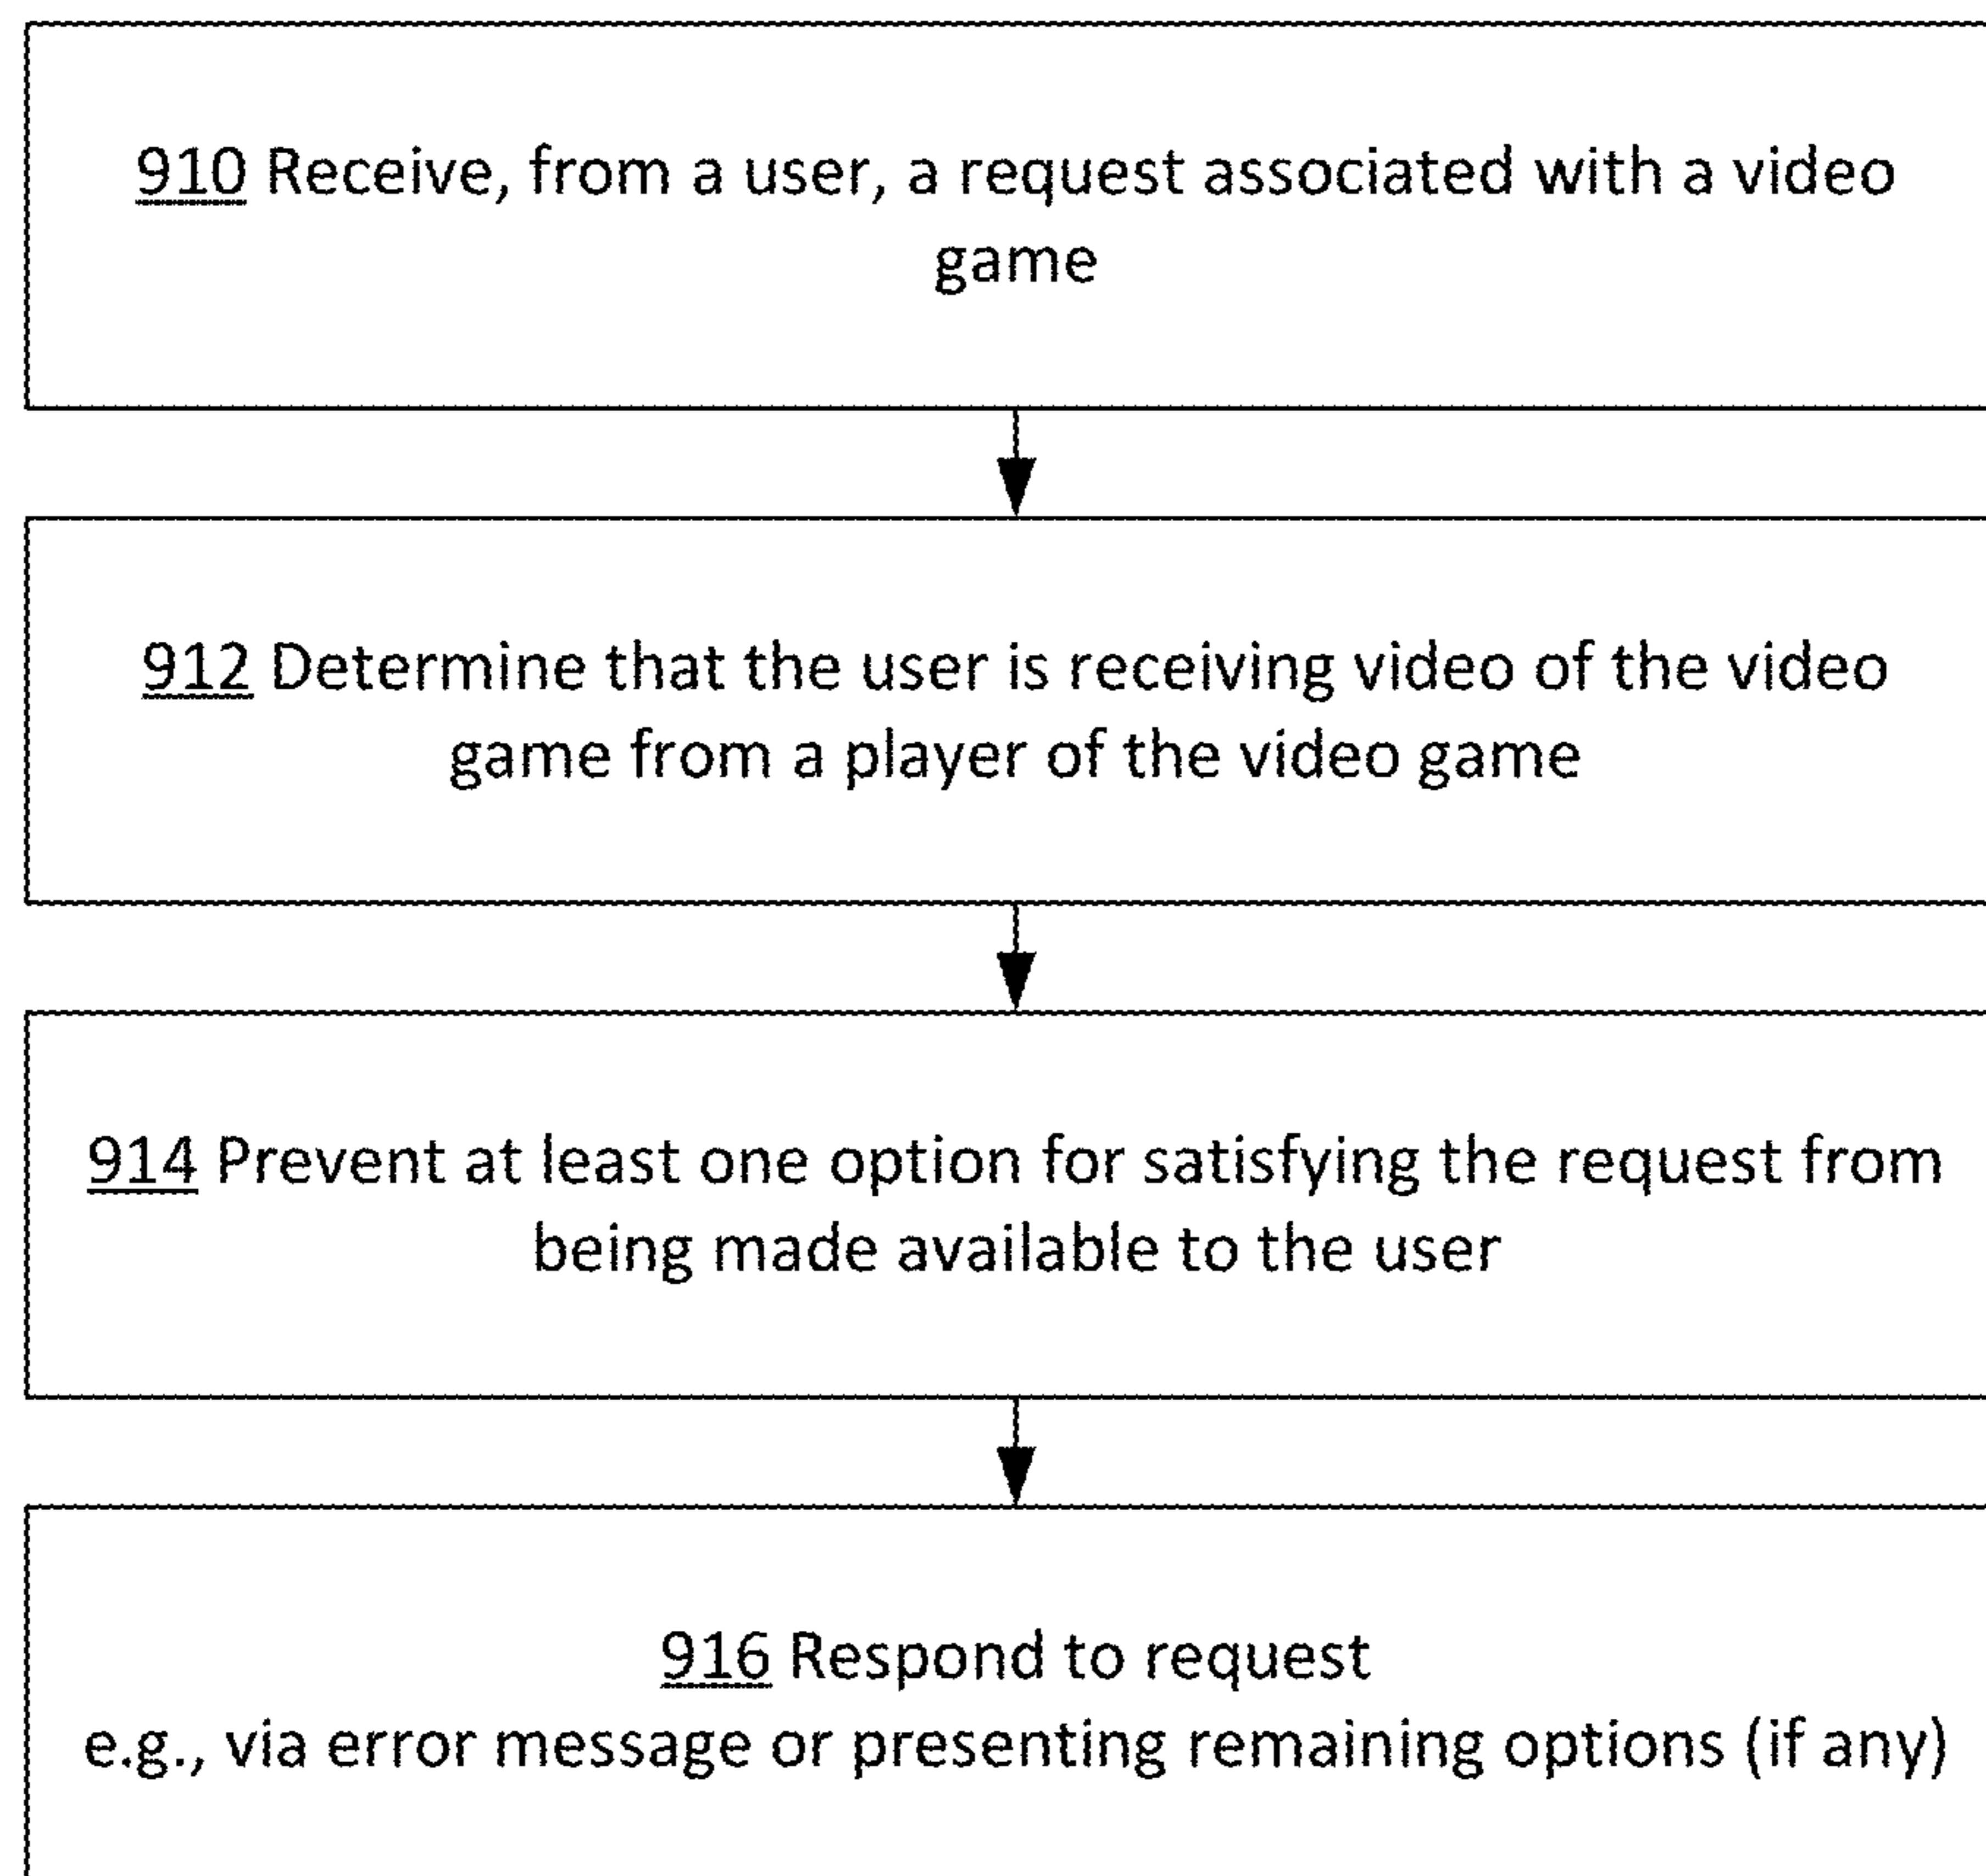 910 Receive, from a user, a request associated with a video
game
912 Determine that the user is receiving video of the video
game from a player of the video game
914 Prevent at least one option for satisfying the request from
being made available to the user
916 Respond to request
e.g., via error message or presenting remaining options (if any)